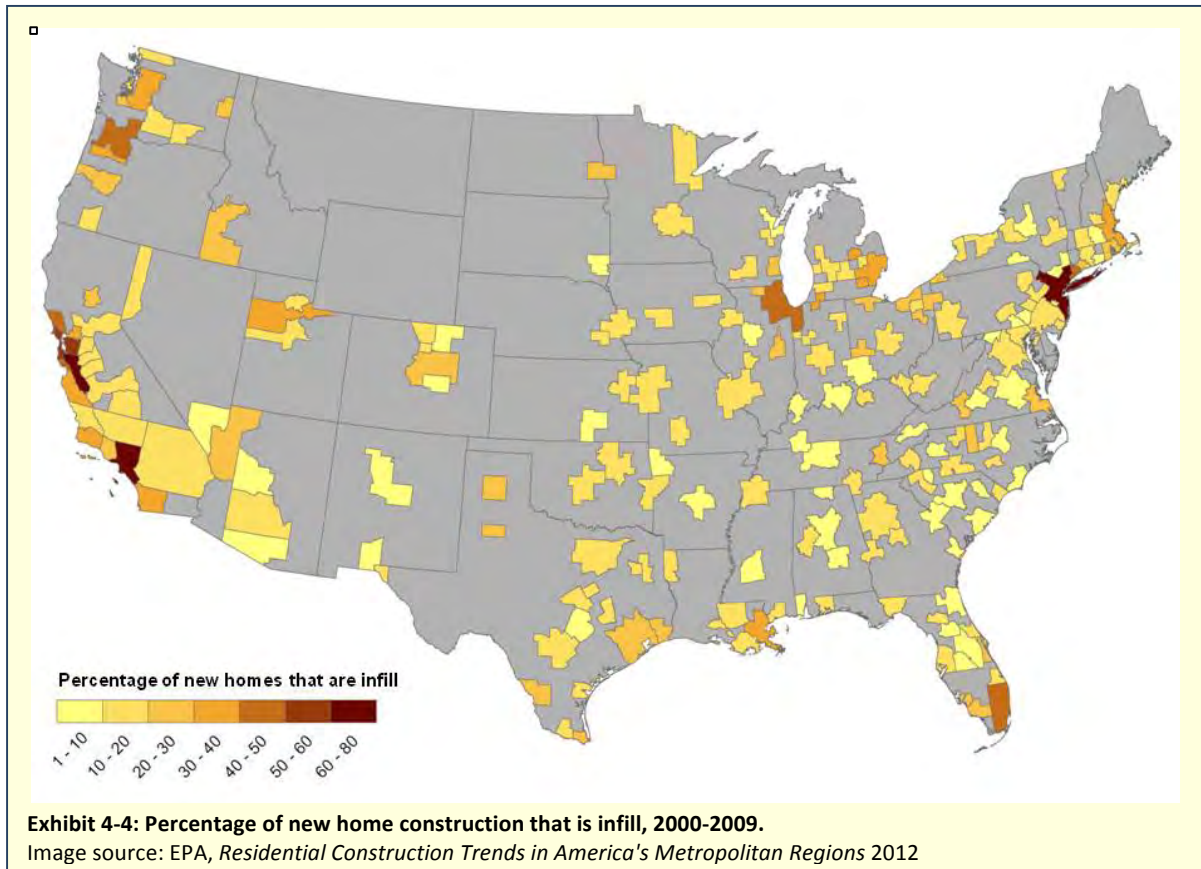 Percentage of new homes that are infill
1 - 10
10 - 20
20 - 30
30 - 40
40 - 50
50 - 60
60 - 80
Exhibit 4-4: Percentage of new home construction that is infill, 2000-2009.
Image source: EPA, Residential Construction Trends in America's Metropolitan Regions 2012